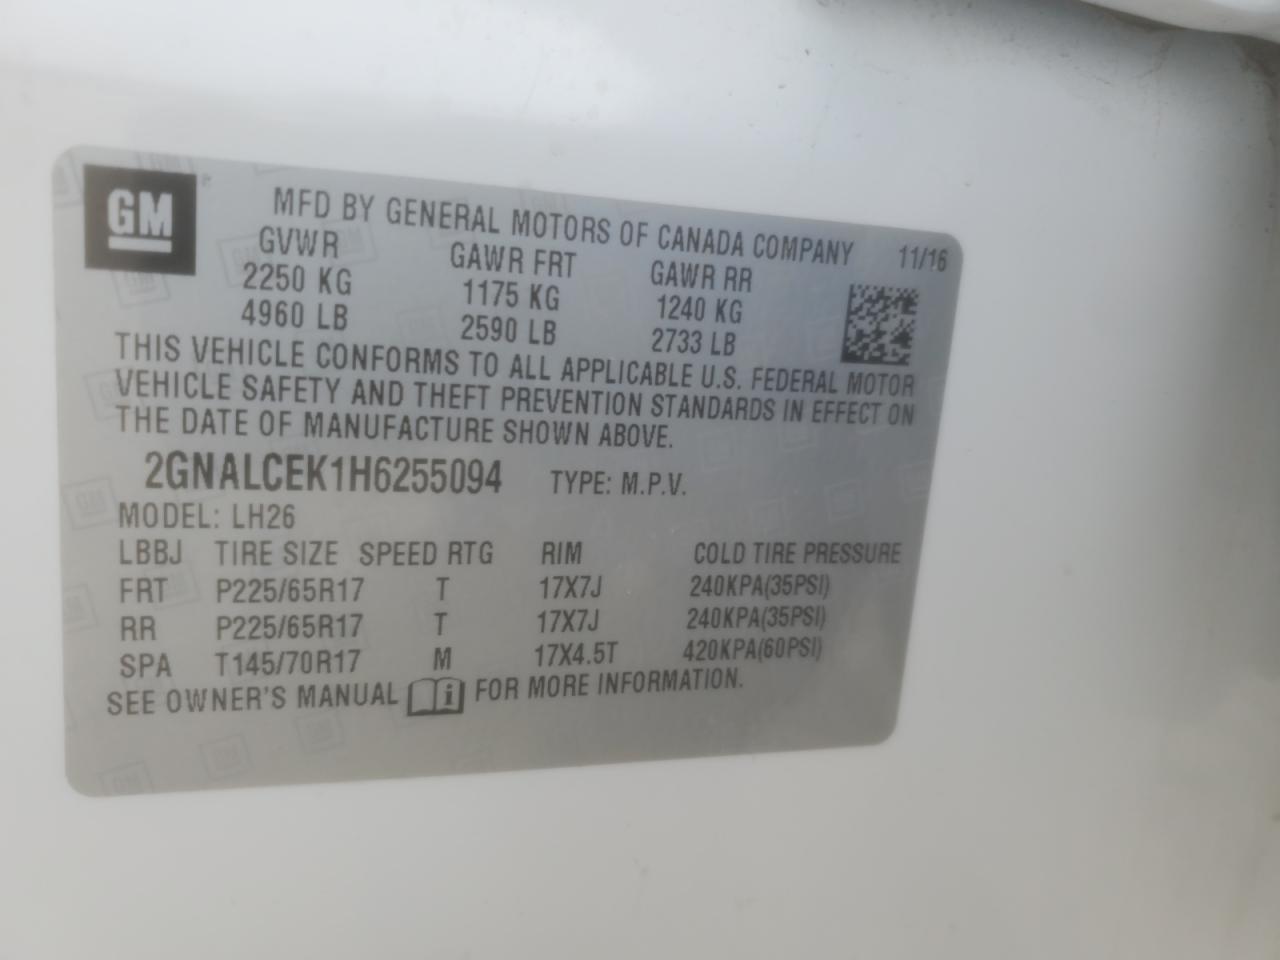 GM
MFD BY GENERAL MOTORS OF CANADA COMPANY 11/16
GVWR GAWR FRT GAWR RR
2250 KG 1175 KG 1240 KG
4960 LB 2590 LB 2733 LB
THIS VEHICLE CONFORMS TO ALL APPLICABLE U.S. FEDERAL MOTOR
VEHICLE SAFETY AND THEFT PREVENTION STANDARDS IN EFFECT ON
THE DATE OF MANUFACTURE SHOWN ABOVE.
2GNALCEK1H6255094 TYPE: M.P.V.
MODEL: LH26
LBBJ TIRE SIZE SPEED RTG RIM COLD TIRE PRESSURE
FRT P225/65R17 T 17X7J 240KPA(35PSI)
RR P225/65R17 T 17X7J 240KPA(35PSI)
SPA T145/70R17 M 17X4.5T 420KPA(60PSI)
SEE OWNER'S MANUAL i FOR MORE INFORMATION.